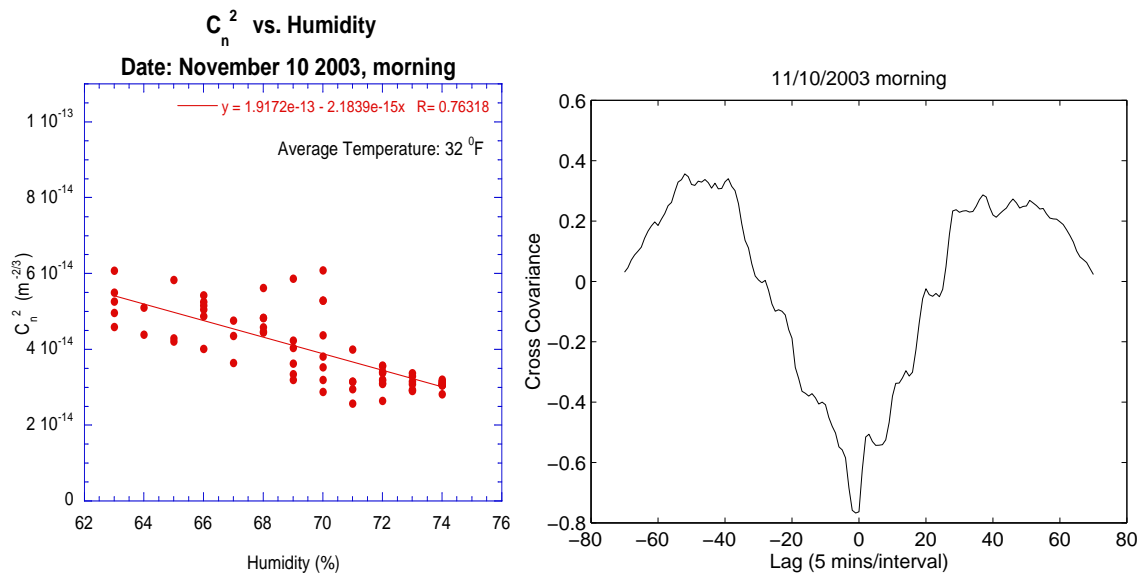 C_n^2 vs. Humidity
Date: November 10 2003, morning
y = 1.9172e-13 - 2.1839e-15x R= 0.76318
Average Temperature: 32 ^0F
1 10^-13
8 10^-14
6 10^-14
4 10^-14
2 10^-14
0
C_n^2 (m^-2/3)
62 64 66 68 70 72 74 76
Humidity (%)
11/10/2003 morning
0.6
0.4
0.2
0
−0.2
−0.4
−0.6
−0.8
Cross Covariance
−80 −60 −40 −20 0 20 40 60 80
Lag (5 mins/interval)